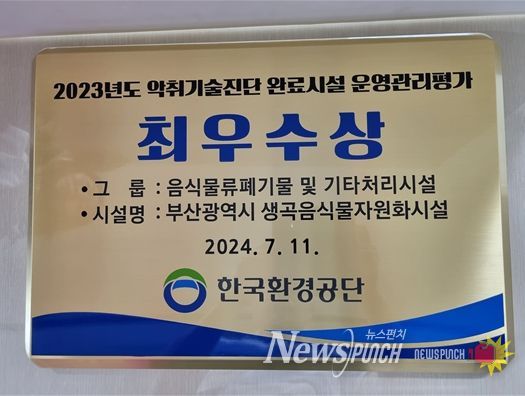 2023년도 악취기술진단 완료시설 운영관리평가
최우수상
• 그 룹 : 음식물류폐기물 및 기타처리시설
• 시설명 : 부산광역시 생곡음식물자원화시설
2024. 7. 11.
한국환경공단
뉴스펀치
NewsPUNCH
NEWSPUNCH